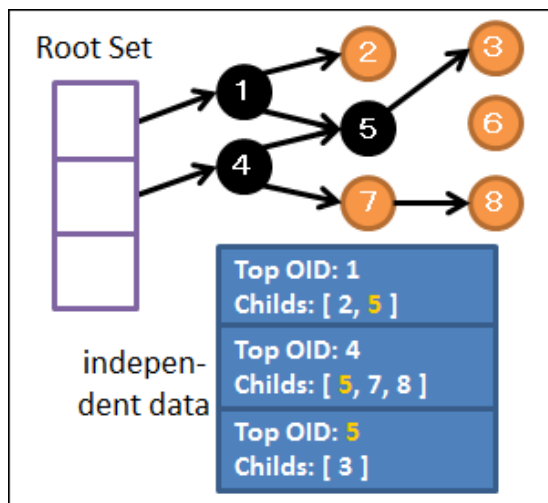 Root Set
1
2
3
4
5
6
7
8
Top OID: 1
Childs: [ 2, 5 ]
Top OID: 4
Childs: [ 5, 7, 8 ]
Top OID: 5
Childs: [ 3 ]
indepen-
dent data